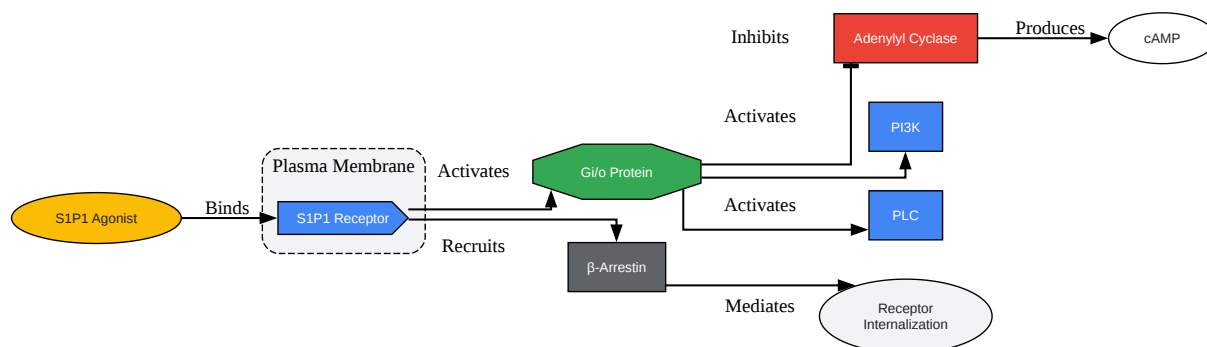 Inhibits
Adenylyl Cyclase
Produces
cAMP
Activates
PI3K
Plasma Membrane
Activates
Gi/o Protein
S1P1 Agonist
Binds
S1P1 Receptor
Activates
PLC
Recruits
β-Arrestin
Mediates
Receptor
Internalization